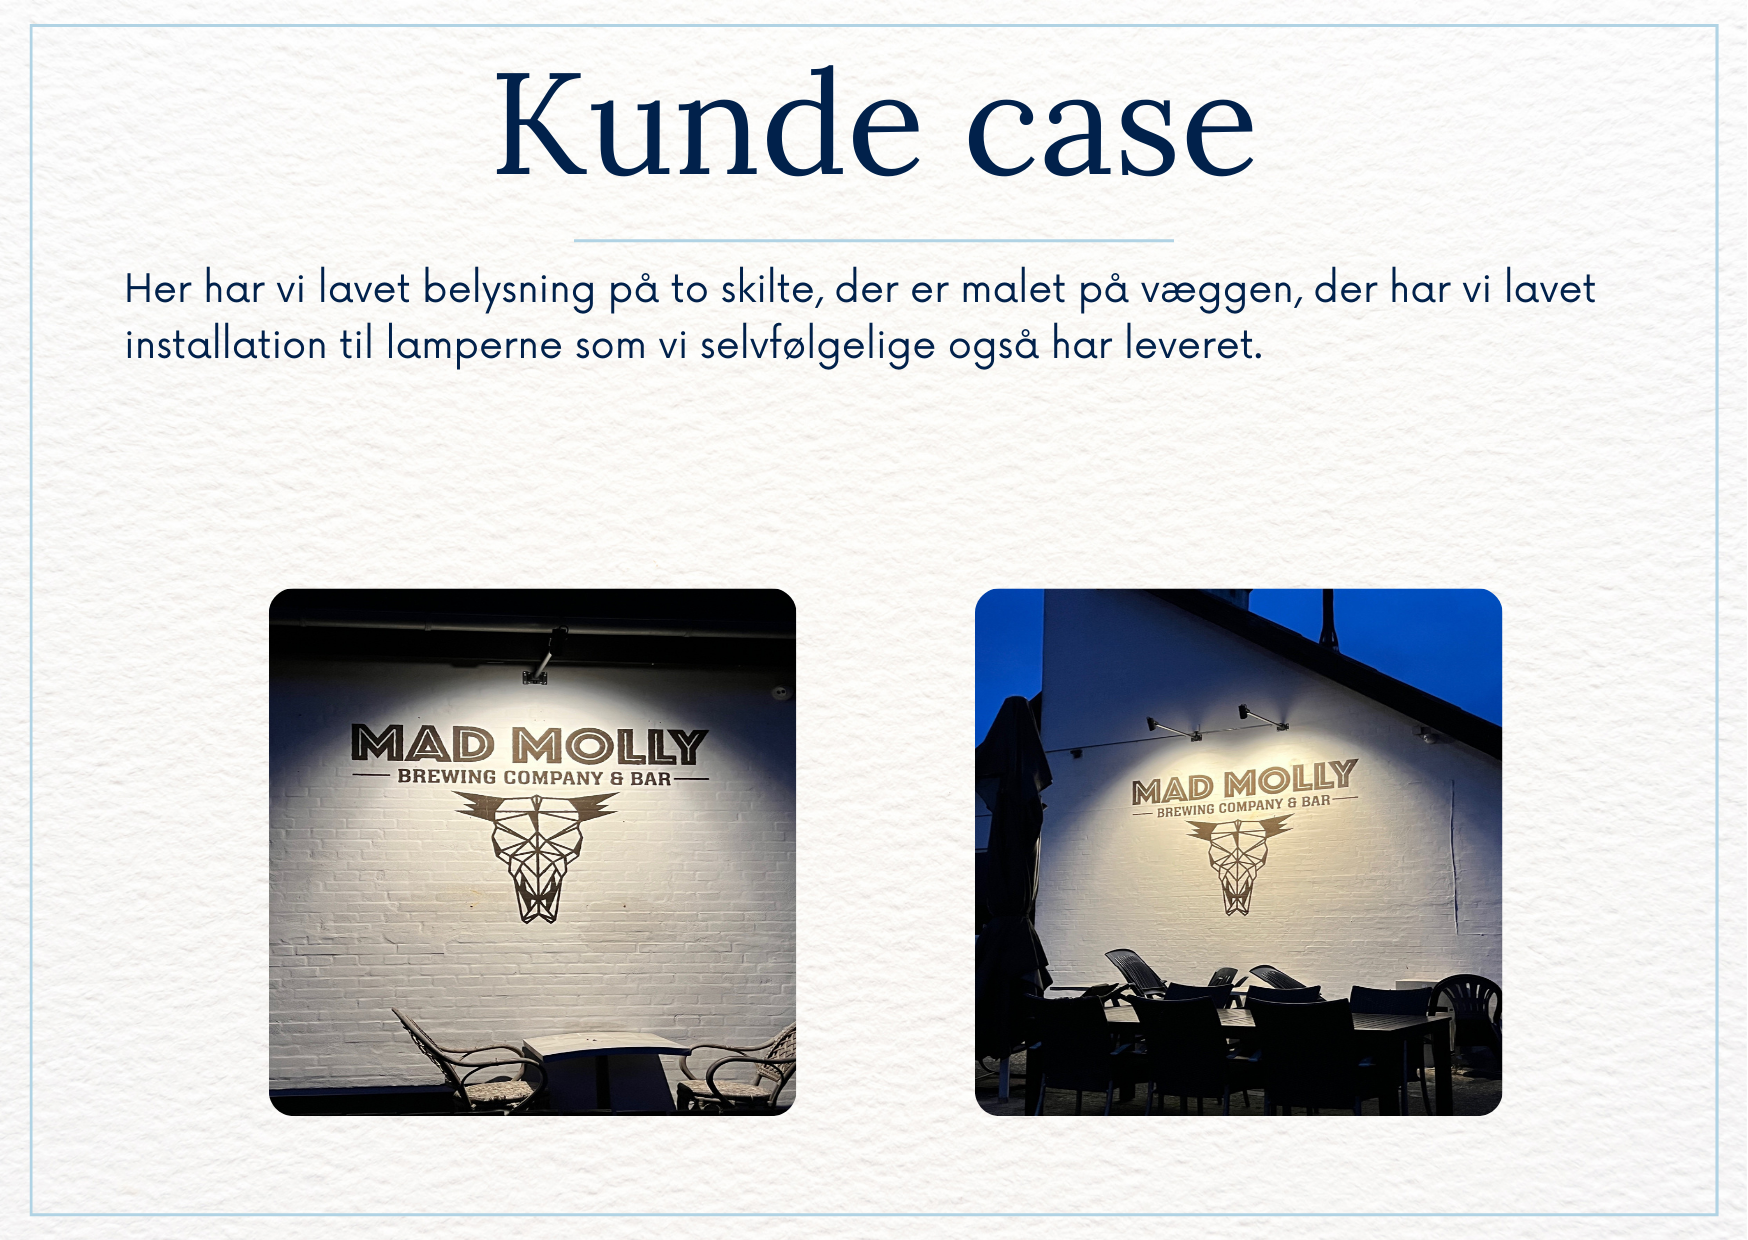 Kunde case
Her har vi lavet belysning på to skilte, der er malet på væggen, der har vi lavet
installation til lamperne som vi selvfølgelige også har leveret.
MAD MOLLY
BREWING COMPANY & BAR
MAD MOLLY
BREWING COMPANY & BAR